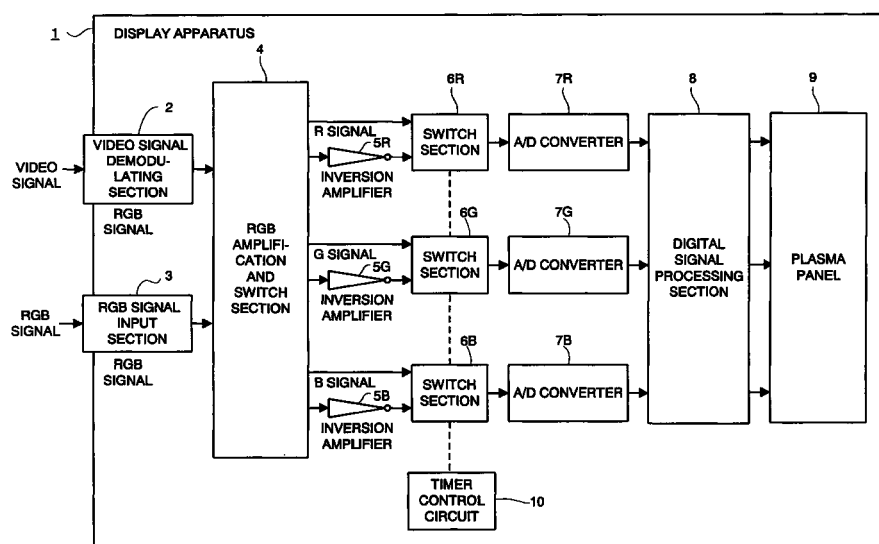 1
DISPLAY APPARATUS
2
VIDEO SIGNAL
DEMODU-
LATING
SECTION
VIDEO
SIGNAL
RGB
SIGNAL
3
RGB SIGNAL
INPUT
SECTION
RGB
SIGNAL
RGB
SIGNAL
4
RGB
AMPLIFI-
CATION
AND
SWITCH
SECTION
R SIGNAL
5R
INVERSION
AMPLIFIER
6R
SWITCH
SECTION
7R
A/D CONVERTER
G SIGNAL
5G
INVERSION
AMPLIFIER
6G
SWITCH
SECTION
7G
A/D CONVERTER
B SIGNAL
5B
INVERSION
AMPLIFIER
6B
SWITCH
SECTION
7B
A/D CONVERTER
8
DIGITAL
SIGNAL
PROCESSING
SECTION
9
PLASMA
PANEL
TIMER
CONTROL
CIRCUIT
10